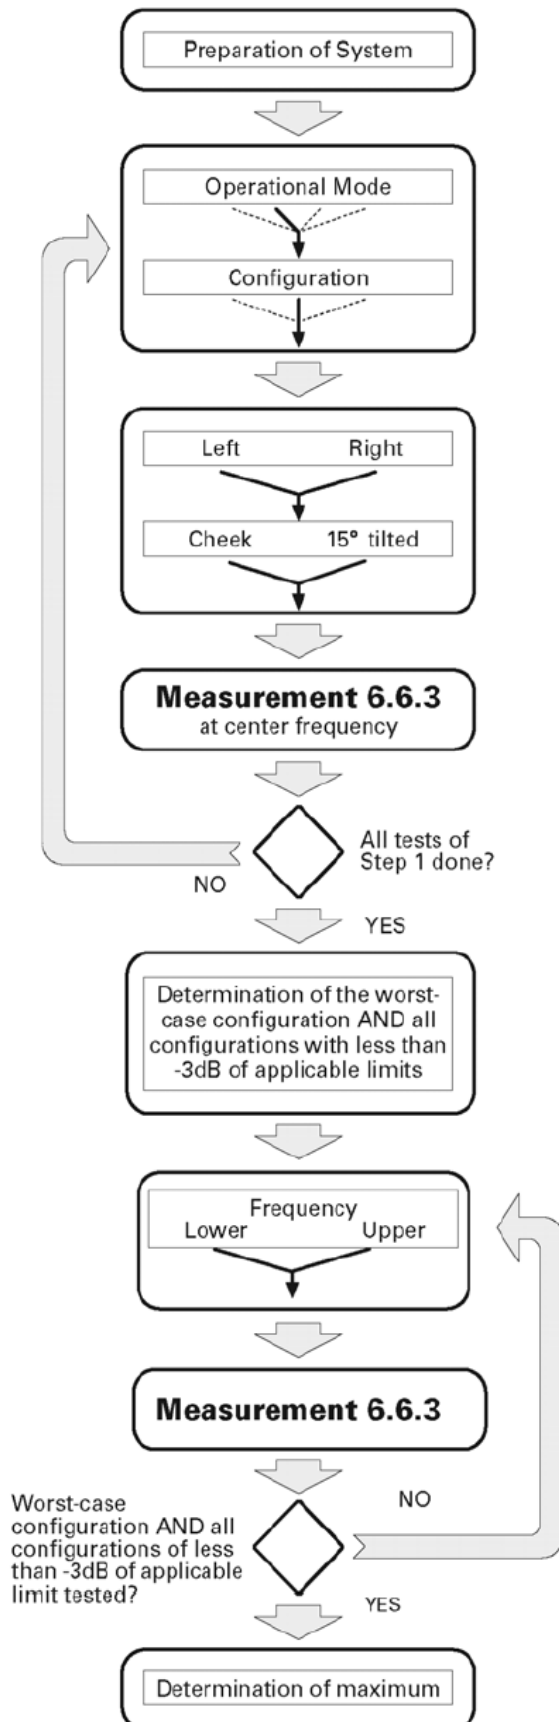 Preparation of System
Operational Mode
Configuration
Left Right
Cheek 15° tilted
Measurement 6.6.3
at center frequency
All tests of
Step 1 done?
NO
YES
Determination of the worst-
case configuration AND all
configurations with less than
-3dB of applicable limits
Frequency
Lower Upper
Measurement 6.6.3
NO
Worst-case
configuration AND all
configurations of less
than -3dB of applicable
limit tested?
YES
Determination of maximum